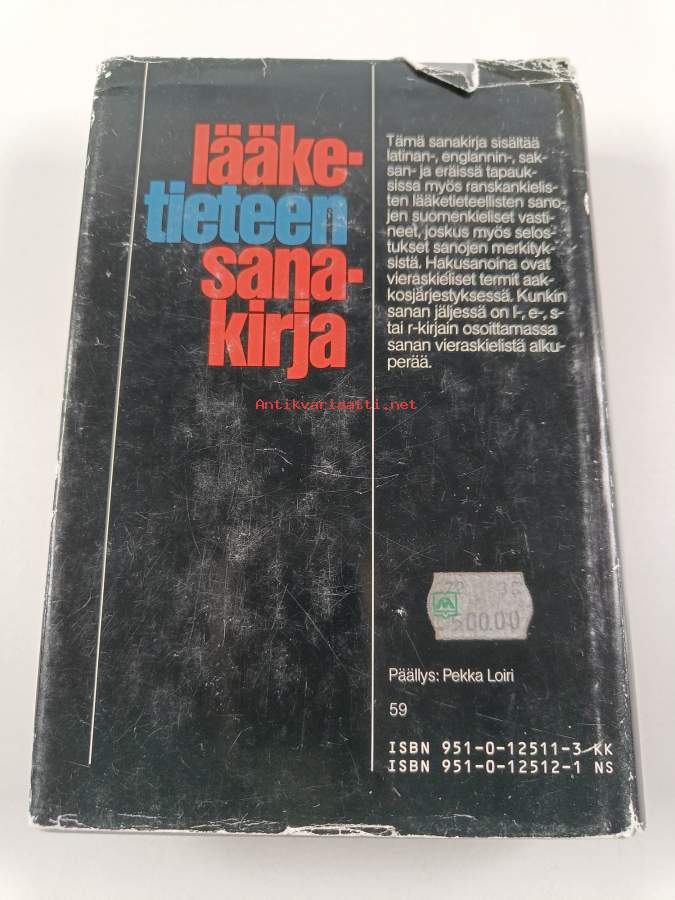 lääke-
tieteen
sana-
kirja
Tämä sanakirja sisältää
latinan-, englannin-, sak-
san- ja eräissä tapauk-
sissa myös ranskankielis-
ten lääketieteellisten sano-
jen suomenkieliset vasti-
neet, joskus myös selos-
tukset sanojen merkityk-
sistä. Hakusanoina ovat
vieraskieliset termit aak-
kosjärjestyksessä. Kunkin
sanan jäljessä on l-, e-, s-
tai r-kirjain osoittamassa
sanan vieraskielistä alku-
perää.
Antikvariaatti.net
Päällys: Pekka Loiri
59
ISBN 951-0-12511-3 KK
ISBN 951-0-12512-1 NS